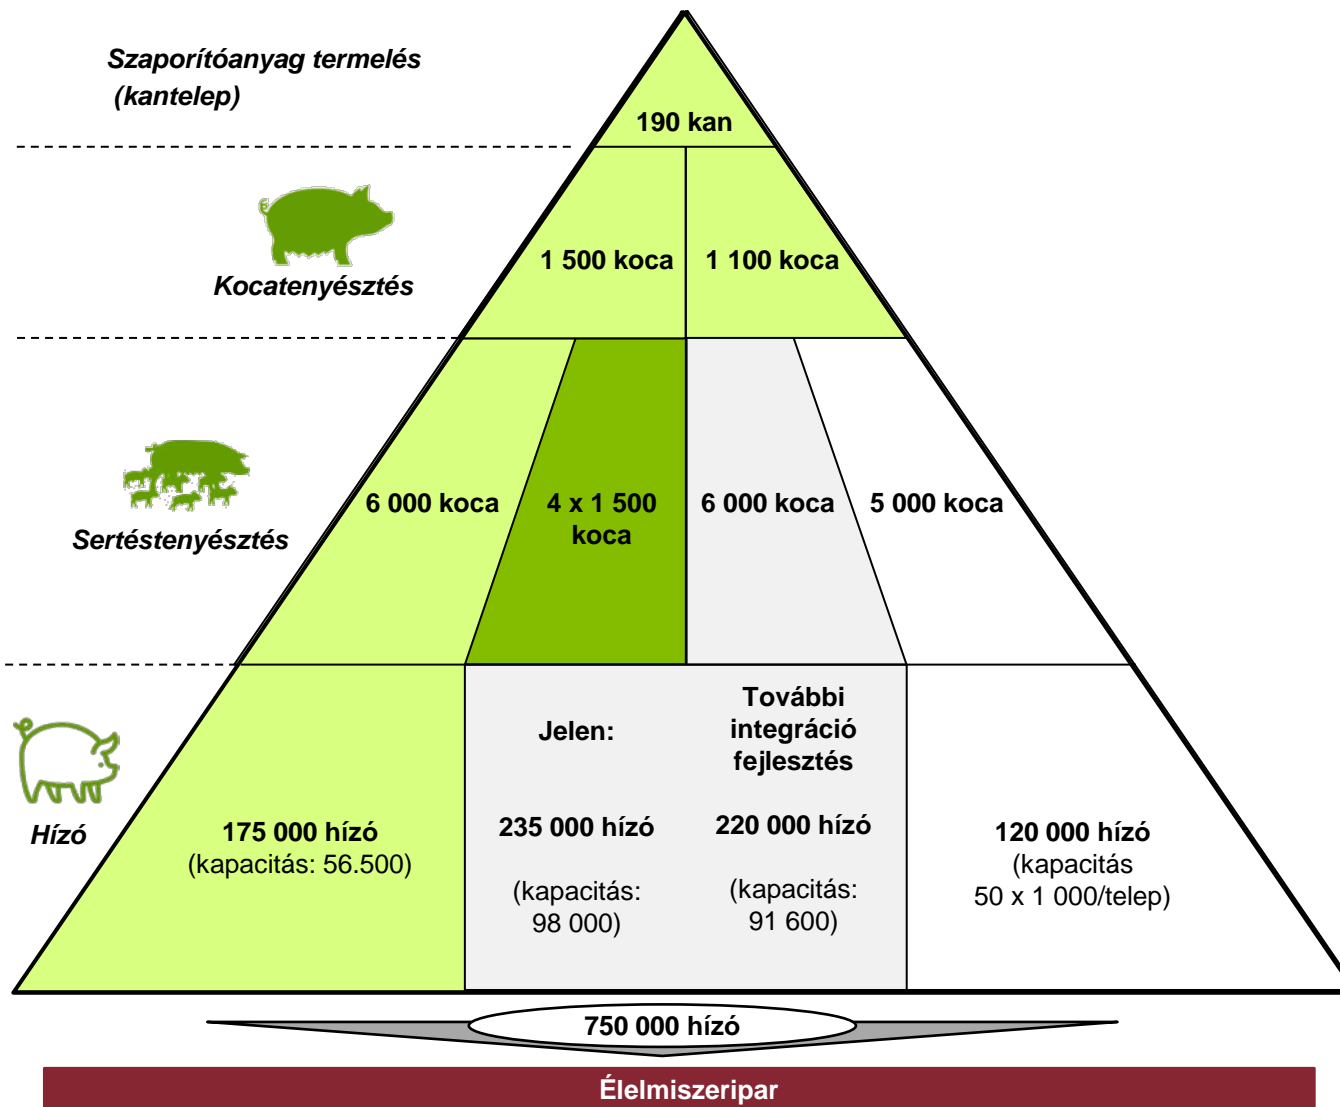 Szaporítóanyag termelés
(kantelep)
190 kan
1 500 koca
1 100 koca
Kocatenyésztés
6 000 koca
4 x 1 500
koca
6 000 koca
5 000 koca
Sertéstenyésztés
Hízó
175 000 hízó
(kapacitás: 56.500)
Jelen:
235 000 hízó
(kapacitás:
98 000)
További
integráció
fejlesztés
220 000 hízó
(kapacitás:
91 600)
120 000 hízó
(kapacitás
50 x 1 000/telep)
750 000 hízó
Élelmiszeripar